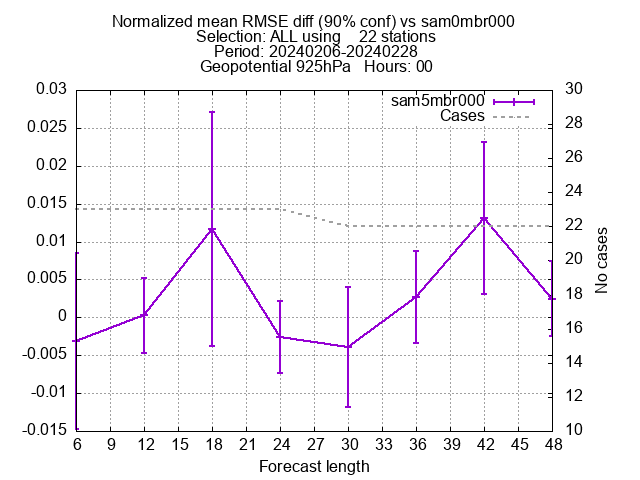 Normalized mean RMSE diff (90% conf) vs sam0mbr000
Selection: ALL using    22 stations
Period: 20240206-20240228
Geopotential 925hPa   Hours: 00
sam5mbr000
Cases
0.03
0.025
0.02
0.015
0.01
0.005
0
-0.005
-0.01
-0.015
30
28
26
24
22
20
18
16
14
12
10
No cases
6 9 12 15 18 21 24 27 30 33 36 39 42 45 48
Forecast length